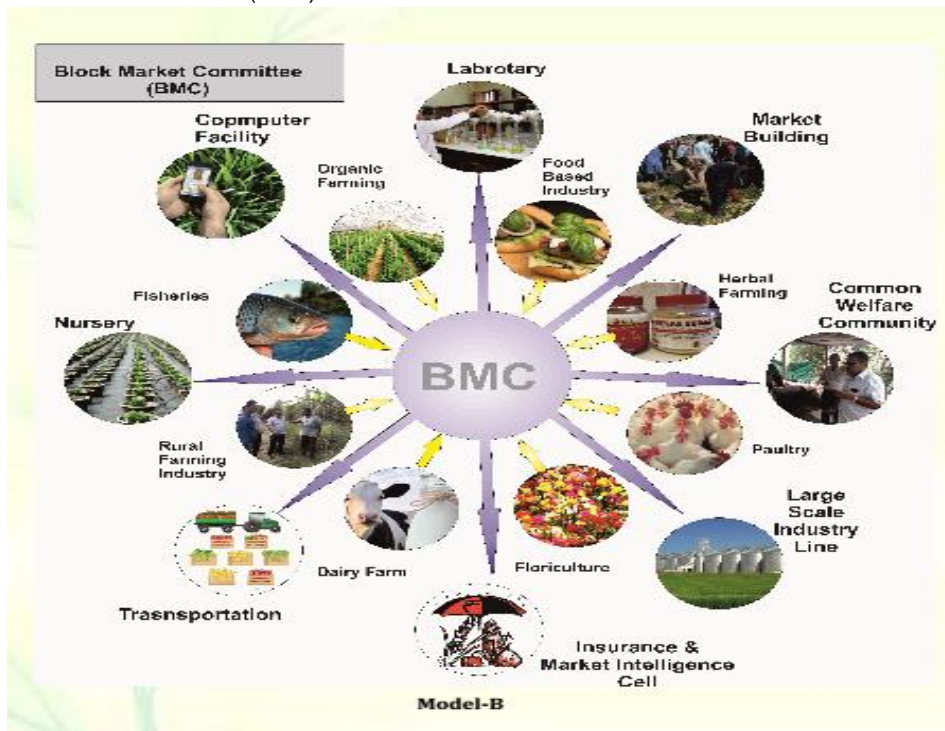 Block Market Committee
(BMC)
Labrotary
Copmputer
Facility
Market
Building
Organic
Farming
Food
Based
Industry
Fisheries
Herbal
Farming
Common
Welfare
Community
Nursery
BMC
Rural
Farming
Industry
Paultry
Large
Scale
Industry
Line
Dairy Farm
Floriculture
Trasnsportation
Insurance &
Market Intelligence
Cell
Model-B